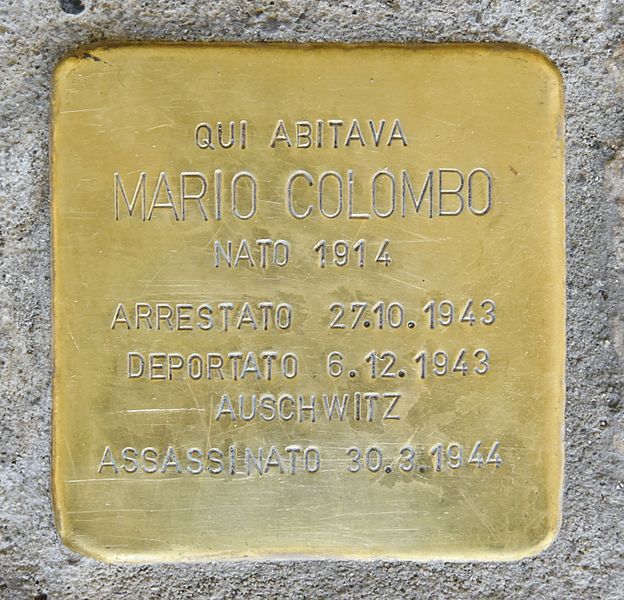 QUI ABITAVA
MARIO COLOMBO
NATO 1914
ARRESTATO 27.10.1943
DEPORTATO 6.12.1943
AUSCHWITZ
ASSASSINATO 30.3.1944